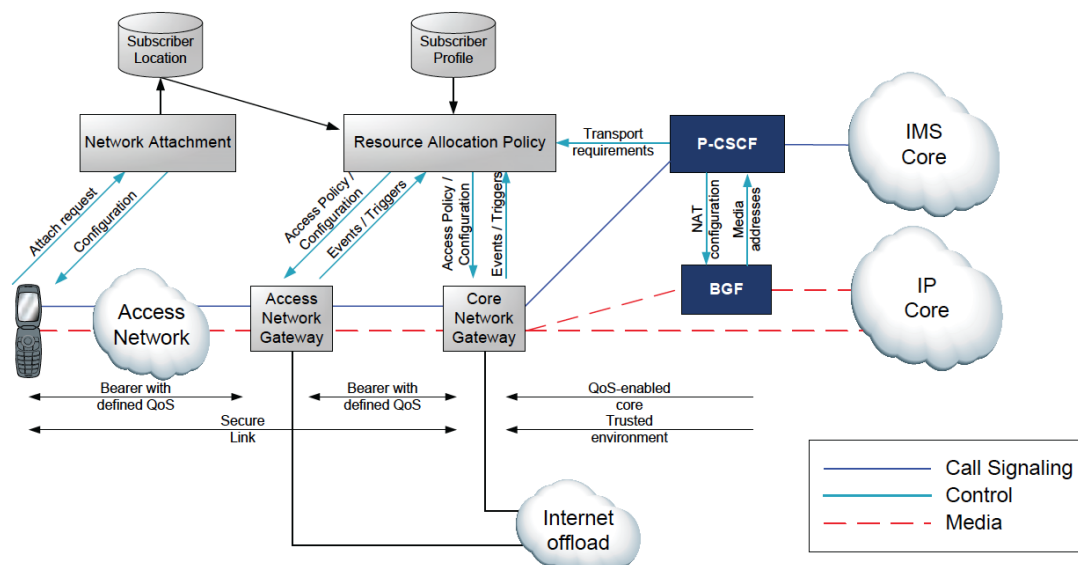 Subscriber
Location
Subscriber
Profile
Network Attachment
Resource Allocation Policy
Transport
requirements
P-CSCF
IMS
Core
Attach request
Configuration
Access Policy /
Configuration
Events / Triggers
Access Policy /
Configuration
Events / Triggers
NAT
configuration
Media
addresses
Access
Network
Access
Network
Gateway
Core
Network
Gateway
BGF
IP
Core
Bearer with
defined QoS
Bearer with
defined QoS
QoS-enabled
core
Secure
Link
Trusted
environment
Internet
offload
Call Signaling
Control
Media